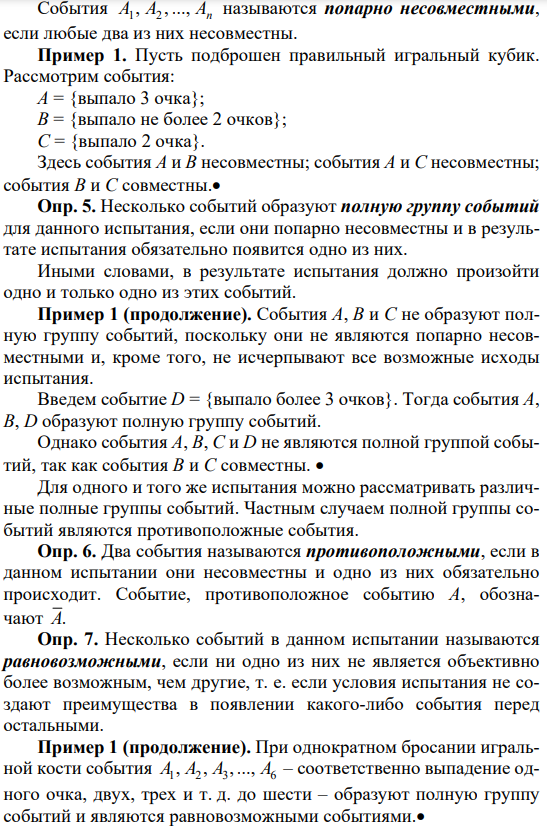 События A₁, A₂, ..., Aₙ называются попарно несовместными,
если любые два из них несовместны.
Пример 1. Пусть подброшен правильный игральный кубик.
Рассмотрим события:
A = {выпало 3 очка};
B = {выпало не более 2 очков};
C = {выпало 2 очка}.
Здесь события A и B несовместны; события A и C несовместны;
события B и C совместны.●
Опр. 5. Несколько событий образуют полную группу событий
для данного испытания, если они попарно несовместны и в резуль-
тате испытания обязательно появится одно из них.
Иными словами, в результате испытания должно произойти
одно и только одно из этих событий.
Пример 1 (продолжение). События A, B и C не образуют пол-
ную группу событий, поскольку они не являются попарно несов-
местными и, кроме того, не исчерпывают все возможные исходы
испытания.
Введем событие D = {выпало более 3 очков}. Тогда события A,
B, D образуют полную группу событий.
Однако события A, B, C и D не являются полной группой собы-
тий, так как события B и C совместны. ●
Для одного и того же испытания можно рассматривать различ-
ные полные группы событий. Частным случаем полной группы со-
бытий являются противоположные события.
Опр. 6. Два события называются противоположными, если в
данном испытании они несовместны и одно из них обязательно
происходит. Событие, противоположное событию A, обозна-
чают A̅.
Опр. 7. Несколько событий в данном испытании называются
равновозможными, если ни одно из них не является объективно
более возможным, чем другие, т. е. если условия испытания не со-
здают преимущества в появлении какого-либо события перед
остальными.
Пример 1 (продолжение). При однократном бросании играль-
ной кости события A₁, A₂, A₃, ..., A₆ – соответственно выпадение од-
ного очка, двух, трех и т. д. до шести – образуют полную группу
событий и являются равновозможными событиями.●